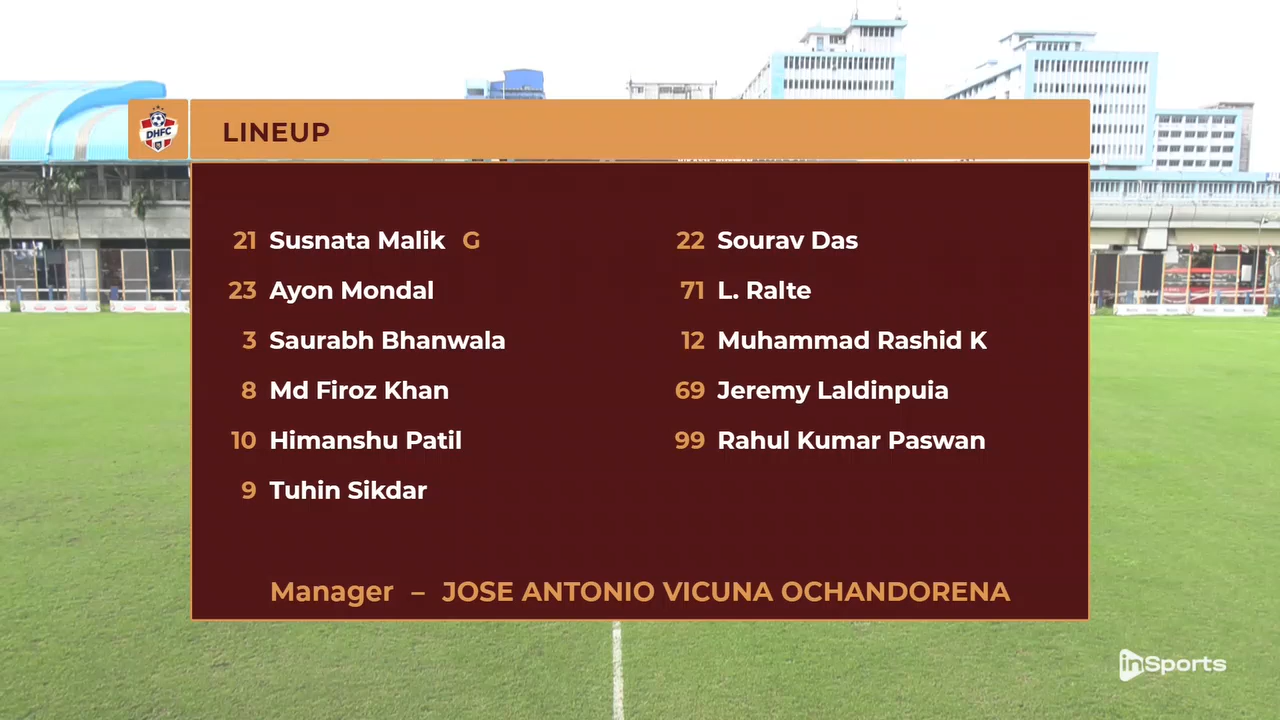 DHFC
LINEUP
21 Susnata Malik G
23 Ayon Mondal
3 Saurabh Bhanwala
8 Md Firoz Khan
10 Himanshu Patil
9 Tuhin Sikdar
22 Sourav Das
71 L. Ralte
12 Muhammad Rashid K
69 Jeremy Laldinpuia
99 Rahul Kumar Paswan
Manager – JOSE ANTONIO VICUNA OCHANDORENA
inSports